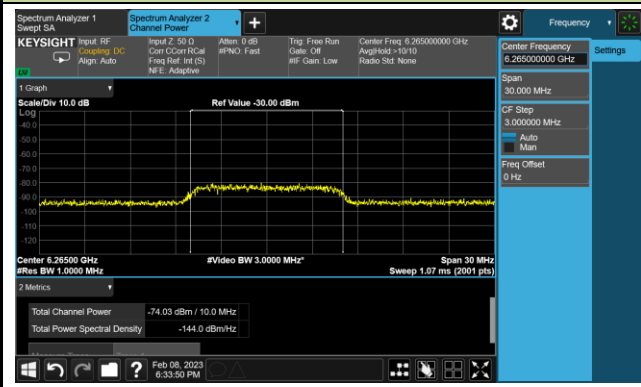 Spectrum Analyzer 1
Swept SA
Spectrum Analyzer 2
Channel Power
+
Frequency
KEYSIGHT
Input: RF
Coupling: DC
Align: Auto
Input Z: 50 Ω
Corr CCorr RCal
Freq Ref: Int (S)
NFE: Adaptive
Atten: 0 dB
#PNO: Fast
Trig: Free Run
Gate: Off
#IF Gain: Low
Center Freq: 6.265000000 GHz
Avg|Hold:>10/10
Radio Std: None
Center Frequency
6.265000000 GHz
Settings
Span
30.000 MHz
CF Step
3.000000 MHz
Auto
Man
Freq Offset
0 Hz
1 Graph
Scale/Div 10.0 dB
Ref Value -30.00 dBm
Log
-40.0
-50.0
-60.0
-70.0
-80.0
-90.0
-100
-110
-120
Center 6.26500 GHz
#Video BW 3.0000 MHz*
Span 30 MHz
#Res BW 1.0000 MHz
Sweep 1.07 ms (2001 pts)
2 Metrics
Total Channel Power
-74.03 dBm / 10.0 MHz
Total Power Spectral Density
-144.0 dBm/Hz
?
Feb 08, 2023
6:33:50 PM